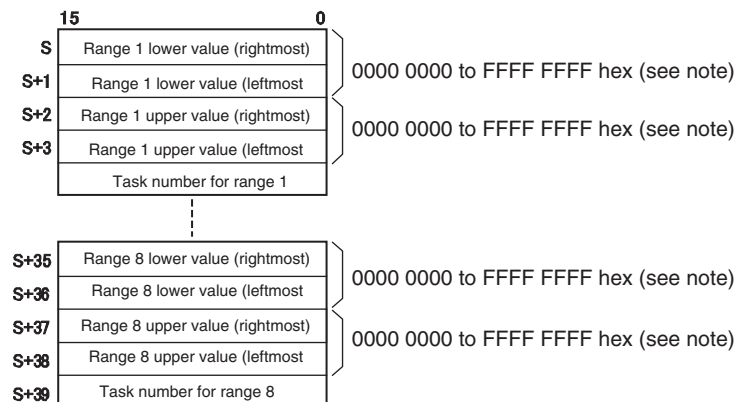 15 0
S Range 1 lower value (rightmost)
0000 0000 to FFFF FFFF hex (see note)
S+1 Range 1 lower value (leftmost
S+2 Range 1 upper value (rightmost)
0000 0000 to FFFF FFFF hex (see note)
S+3 Range 1 upper value (leftmost
Task number for range 1
S+35 Range 8 lower value (rightmost)
0000 0000 to FFFF FFFF hex (see note)
S+36 Range 8 lower value (leftmost
S+37 Range 8 upper value (rightmost)
0000 0000 to FFFF FFFF hex (see note)
S+38 Range 8 upper value (leftmost
S+39 Task number for range 8